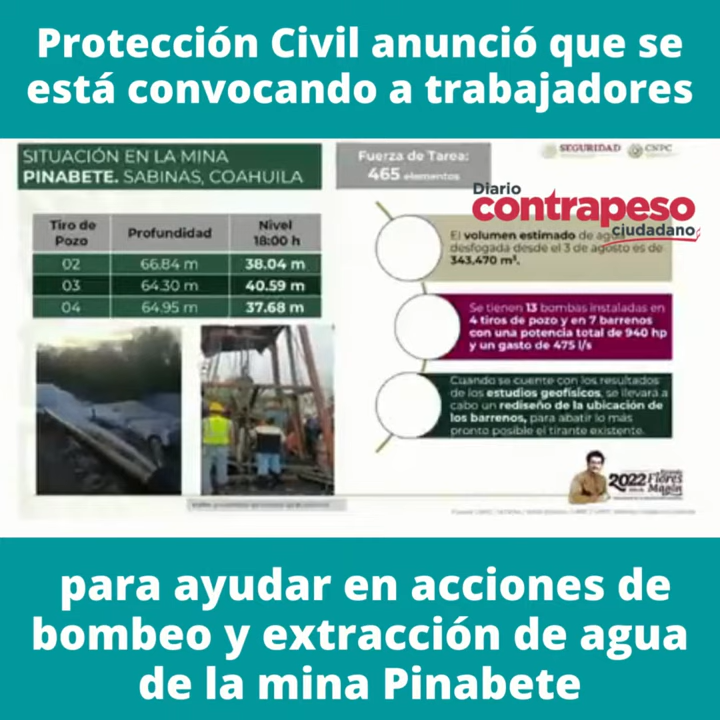 Protección Civil anunció que se
está convocando a trabajadores
SITUACIÓN EN LA MINA
PINABETE. SABINAS, COAHUILA
Fuerza de Tarea:
465 elementos
SEGURIDAD
CNPC
Diario
contrapeso
ciudadano
Tiro de Pozo Profundidad Nivel 18:00 h
02 66.84 m 38.04 m
03 64.30 m 40.59 m
04 64.95 m 37.68 m
El volumen estimado de agua
desfogada desde el 3 de agosto es de
343,470 m³.
Se tienen 13 bombas instaladas en
4 tiros de pozo y en 7 barrenos
con una potencia total de 940 hp
y un gasto de 475 l/s
Cuando se cuente con los resultados
de los estudios geofísicos, se llevará a
cabo un rediseño de la ubicación de
los barrenos, para abatir lo más
pronto posible el tirante existente.
2022 Flores
Magón
para ayudar en acciones de
bombeo y extracción de agua
de la mina Pinabete